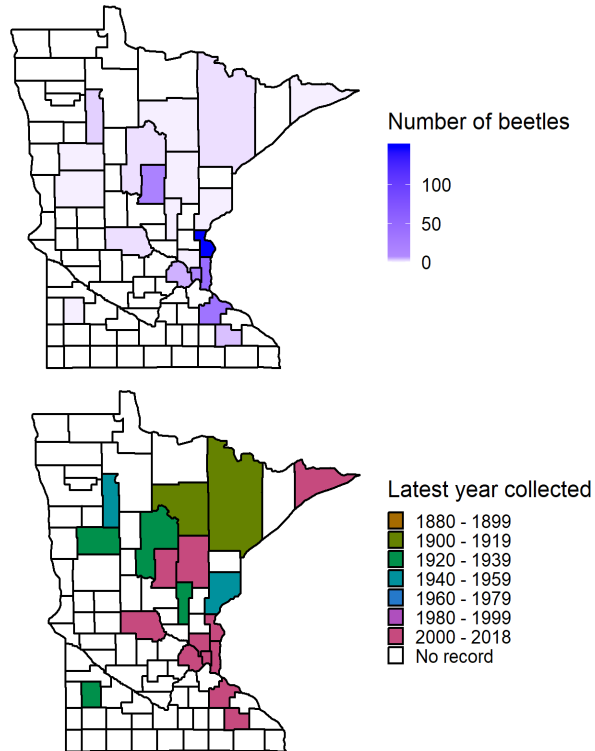 Number of beetles
100
50
0
Latest year collected
1880 - 1899
1900 - 1919
1920 - 1939
1940 - 1959
1960 - 1979
1980 - 1999
2000 - 2018
No record